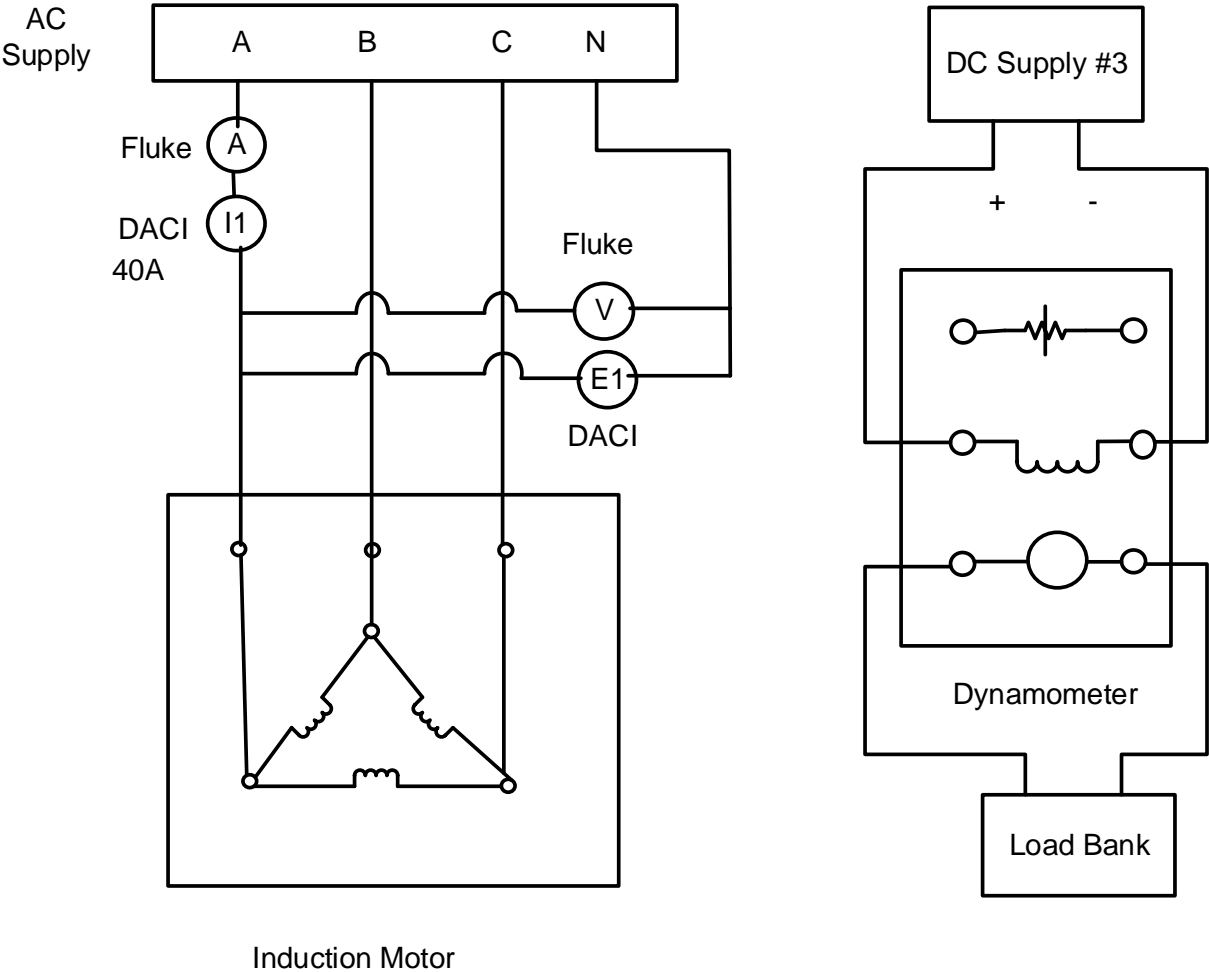 AC
Supply
A
B
C
N
DC Supply #3
Fluke
A
DACI
40A
I1
+
-
Fluke
V
E1
DACI
Dynamometer
Load Bank
Induction Motor